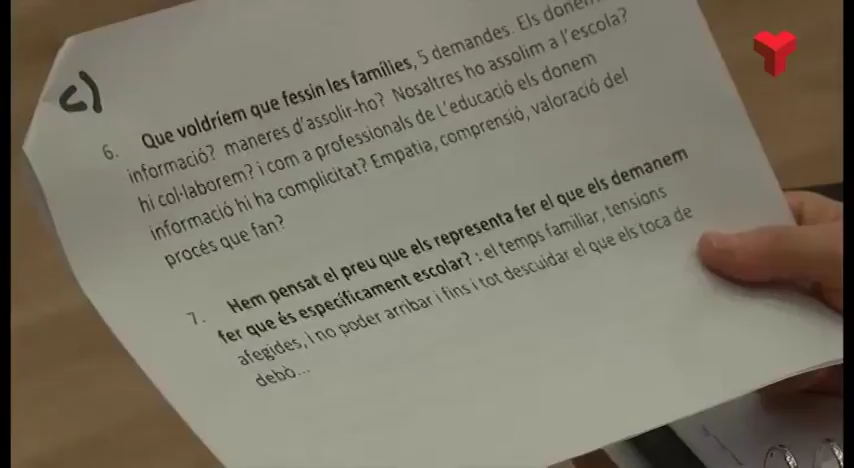 c)
6. Que voldríem que fessin les famílies, 5 demandes. Els donem
informació? maneres d'assolir-ho? Nosaltres ho assolim a l'escola?
hi col·laborem? i com a professionals de L'educació els donem
informació hi ha complicitat? Empatia, comprensió, valoració del
procés que fan?
7. Hem pensat el preu que els representa fer el que els demanem
fer que és específicament escolar? : el temps familiar, tensions
afegides, i no poder arribar i fins i tot descuidar el que els toca de
debò...